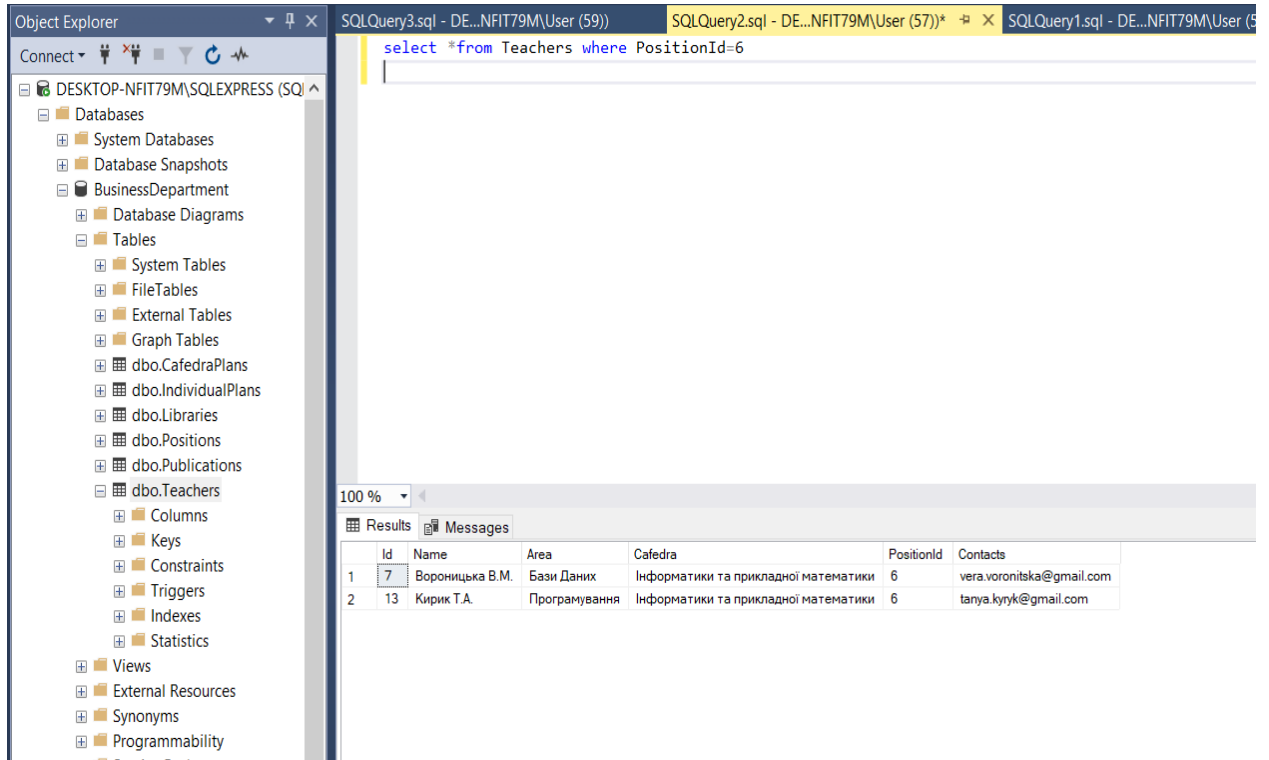 Object Explorer
Connect
DESKTOP-NFIT79M\SQLEXPRESS (SQ
Databases
System Databases
Database Snapshots
BusinessDepartment
Database Diagrams
Tables
System Tables
FileTables
External Tables
Graph Tables
dbo.CafedraPlans
dbo.IndividualPlans
dbo.Libraries
dbo.Positions
dbo.Publications
dbo.Teachers
Columns
Keys
Constraints
Triggers
Indexes
Statistics
Views
External Resources
Synonyms
Programmability
SQLQuery3.sql - DE...NFIT79M\User (59)) SQLQuery2.sql - DE...NFIT79M\User (57))* SQLQuery1.sql - DE...NFIT79M\User (5
select *from Teachers where PositionId=6
100 %
Results Messages
Id Name Area Cafedra PositionId Contacts
1 7 Вороницька В.М. Бази Даних Інформатики та прикладної математики 6 vera.voronitska@gmail.com
2 13 Кирик Т.А. Програмування Інформатики та прикладної математики 6 tanya.kyryk@gmail.com